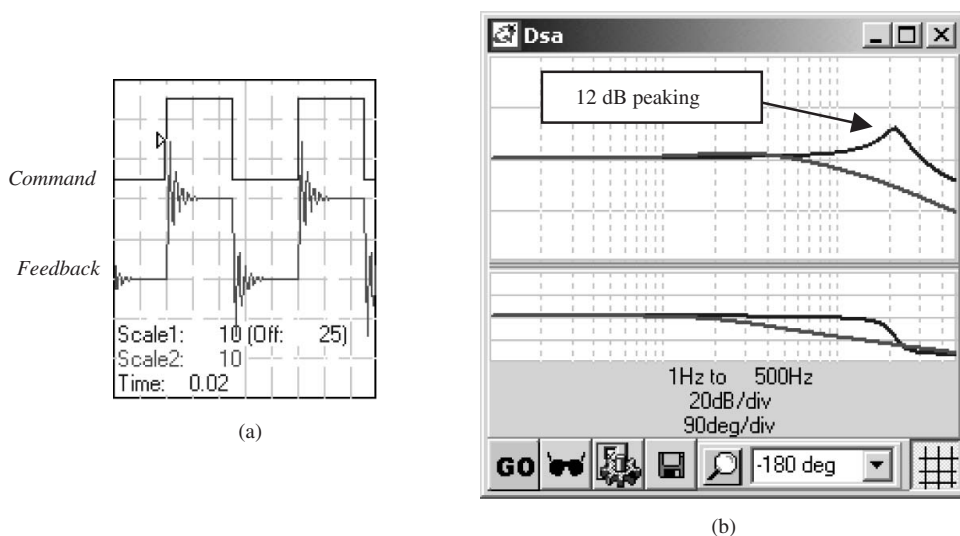 Command
Feedback
Scale1: 10 (Off: 25)
Scale2: 10
Time: 0.02
(a)
Dsa
12 dB peaking
1Hz to 500Hz
20dB/div
90deg/div
GO
-180 deg
(b)